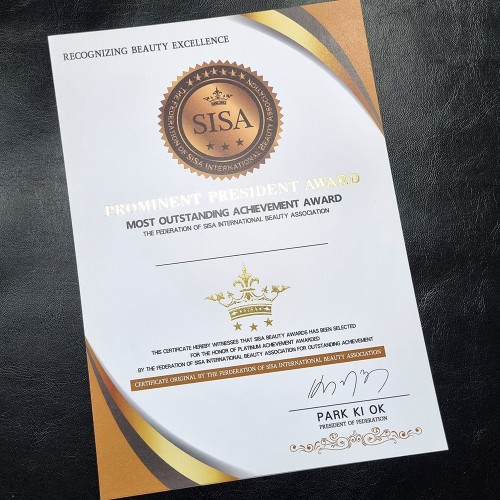 RECOGNIZING BEAUTY EXCELLENCE
THE FEDERATION OF SISA INTERNATIONAL BEAUTY ASSOCIATION
SISA
PROMINENT PRESIDENT AWARD
MOST OUTSTANDING ACHIEVEMENT AWARD
THE FEDERATION OF SISA INTERNATIONAL BEAUTY ASSOCIATION
THIS CERTIFICATE HEREBY WITNESSES THAT SISA BEAUTY AWARDS HAS BEEN SELECTED
FOR THE HONOR OF PLATINUM ACHIEVEMENT AWARDED)
BY THE FEDERATION OF SISA INTERNATIONAL BEAUTY ASSOCIATION FOR OUTSTANDING ACHIEVEMENT
CERTIFICATE ORIGINAL BY THE FERDERATION OF SISA INTERNATIONAL BEAUTY ASSOCIATION
PARK KI OK
PRESIDENT OF FEDERATION